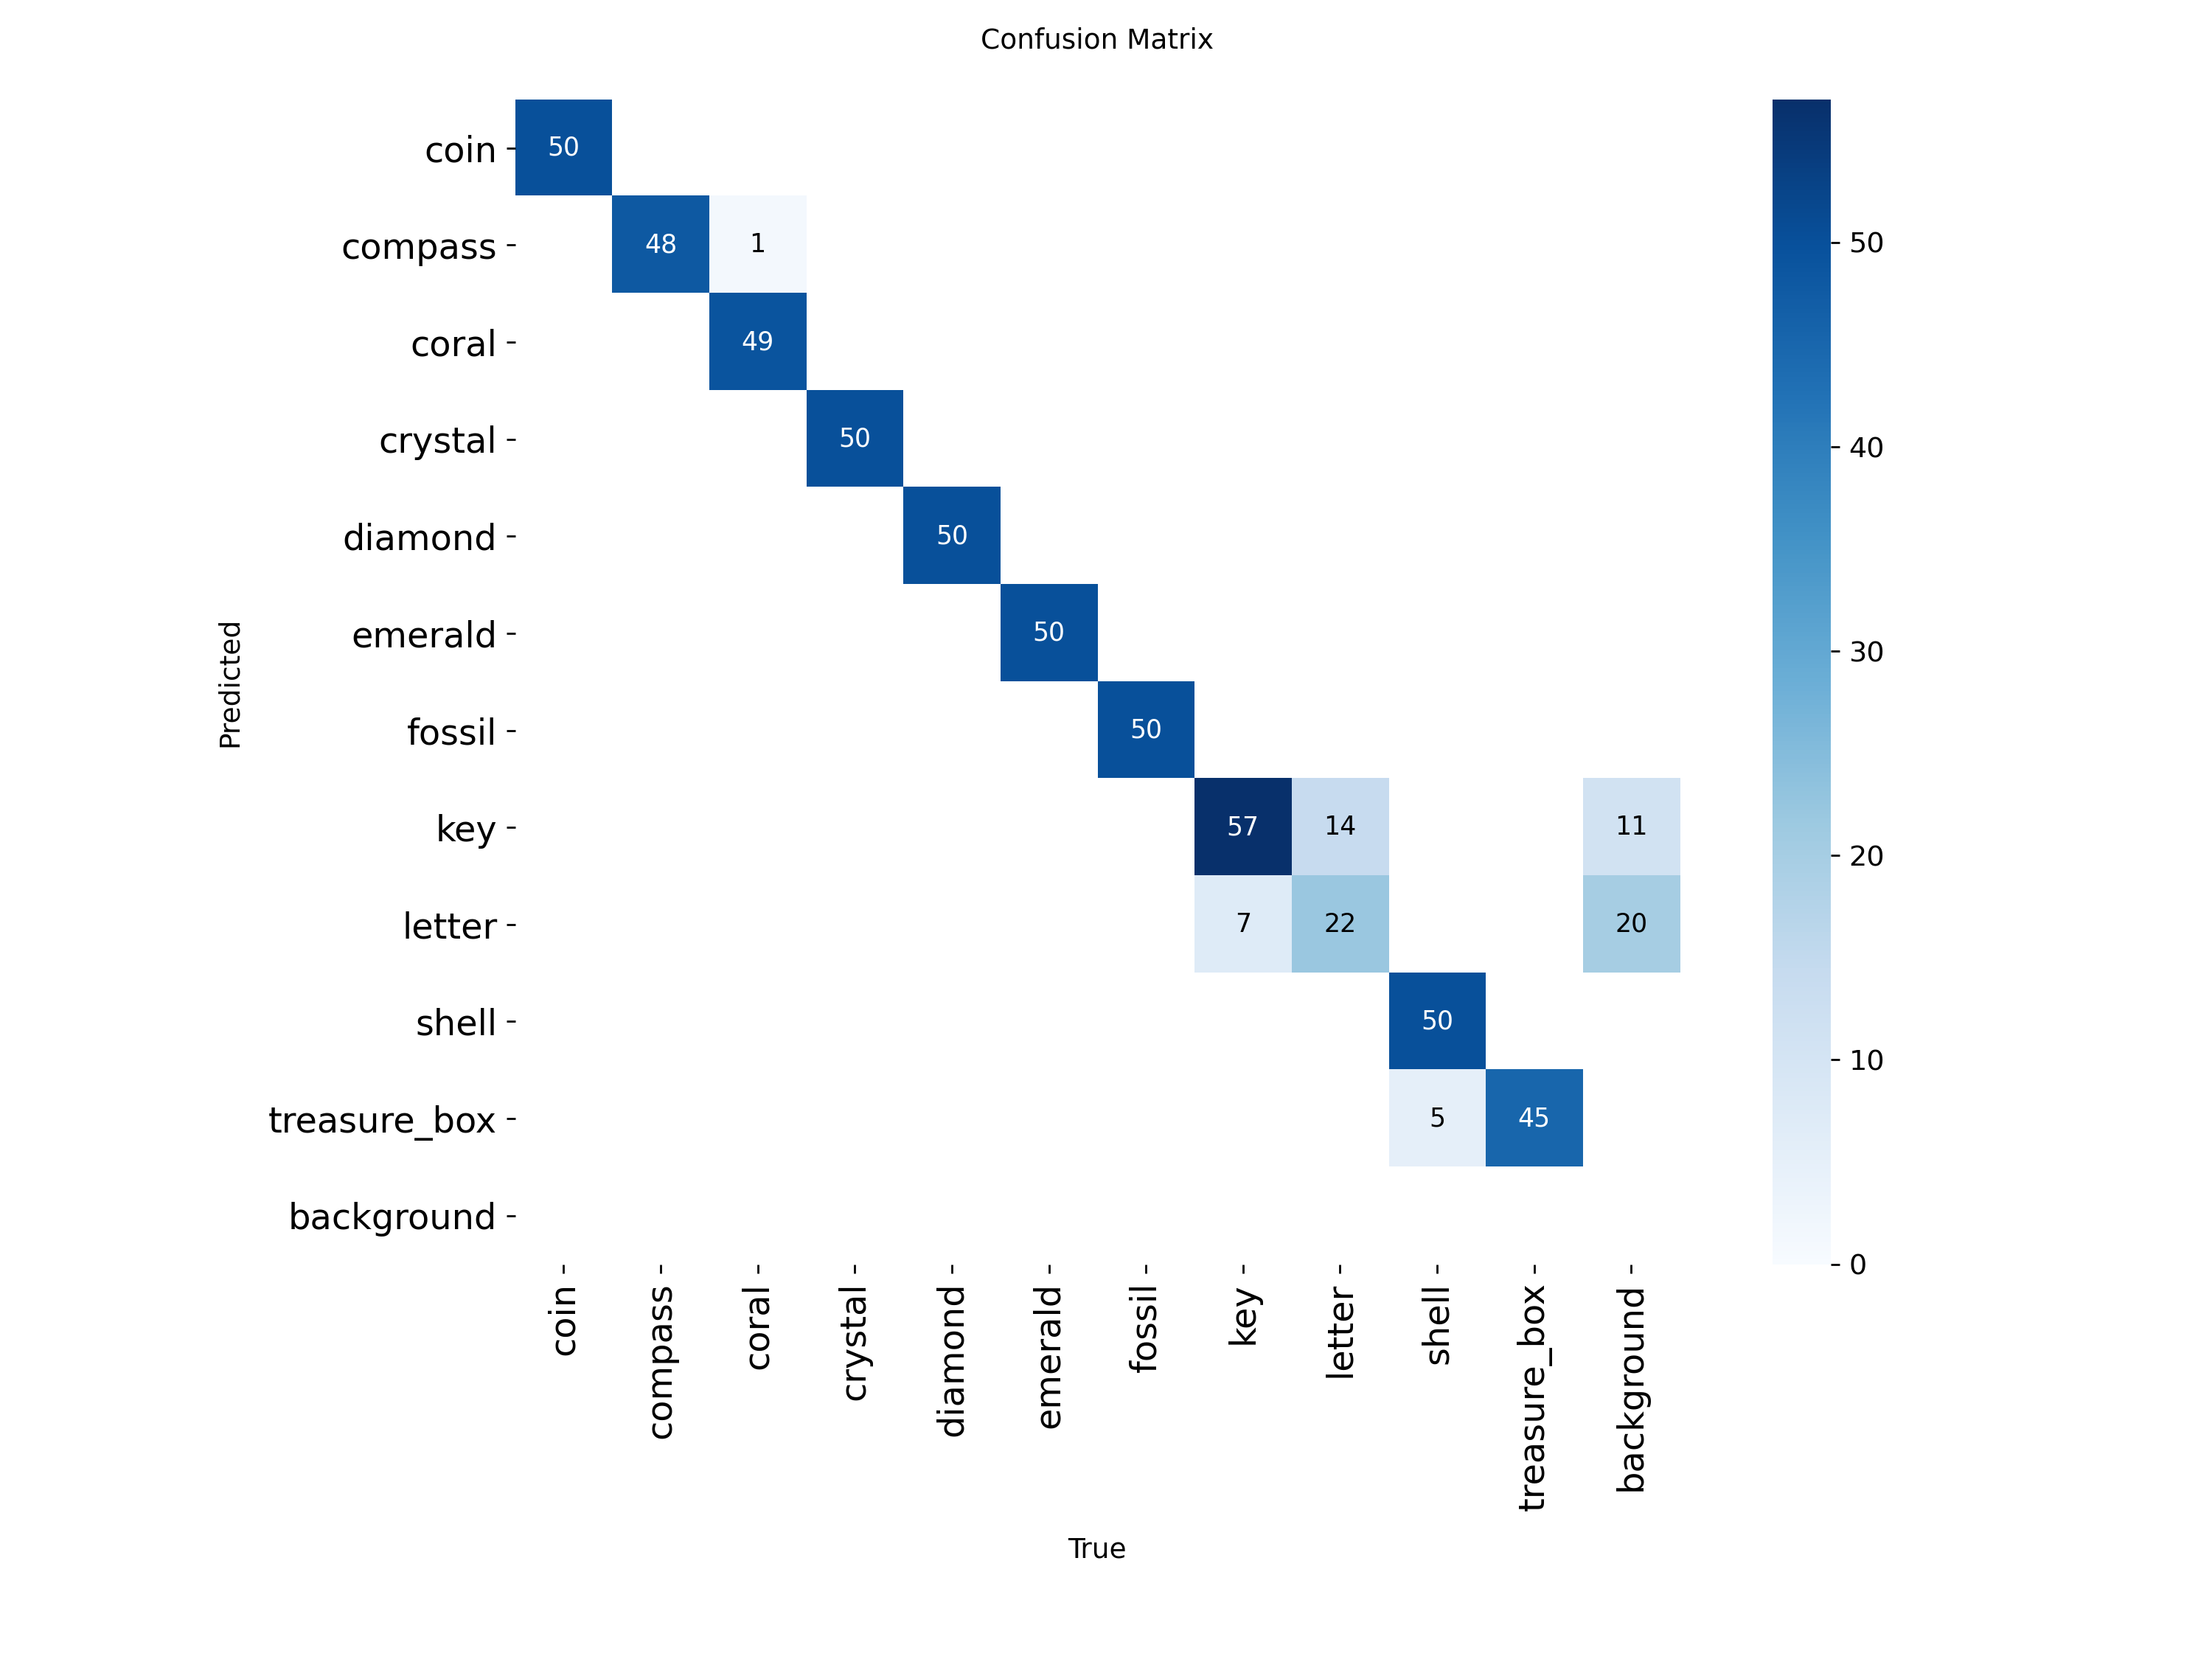 Confusion Matrix
coin
50
compass
48 1
50
coral
49
crystal
50
40
diamond
50
emerald
50
30
Predicted
fossil
50
key
57 14 11
20
letter
7 22 20
shell
50
10
treasure_box
5 45
background
0
coin
compass
coral
crystal
diamond
emerald
fossil
key
letter
shell
treasure_box
background
True